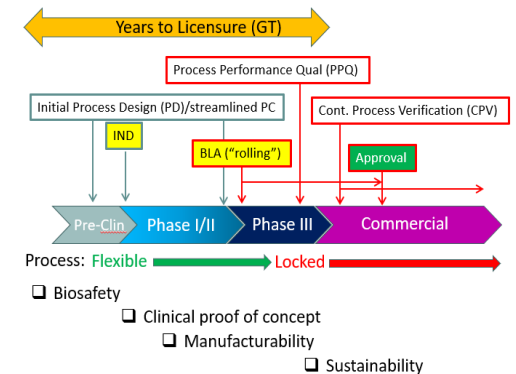 Years to Licensure (GT)
Process Performance Qual (PPQ)
Initial Process Design (PD)/streamlined PC
Cont. Process Verification (CPV)
IND
BLA ("rolling")
Approval
Pre-Clin
Phase I/II
Phase III
Commercial
Process: Flexible
Locked
❑ Biosafety
❑ Clinical proof of concept
❑ Manufacturability
❑ Sustainability